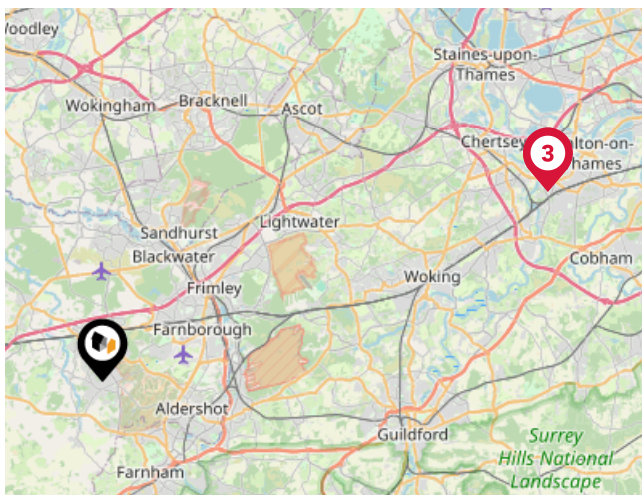 Woodley
Staines-upon-
Thames
Wokingham
Bracknell
Ascot
Chertsey
3
lton-on-
Thames
Lightwater
Sandhurst
Blackwater
Cobham
Woking
Frimley
Farnborough
Aldershot
Guildford
Surrey
Hills National
Landscape
Farnham